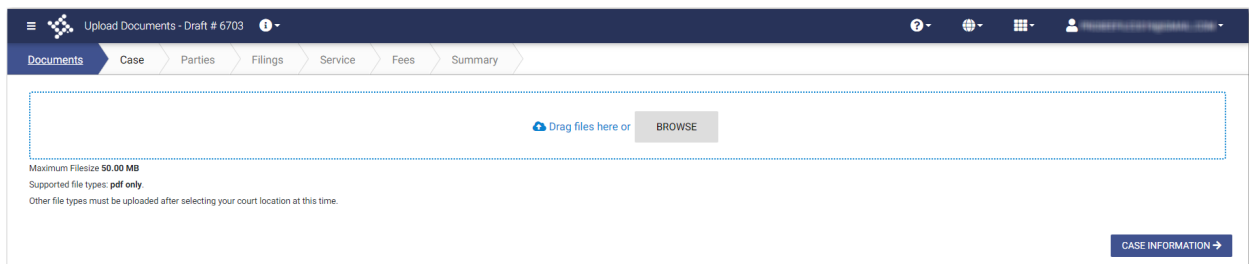 Upload Documents - Draft # 6703
Documents Case Parties Filings Service Fees Summary
Drag files here or BROWSE
Maximum Filesize 50.00 MB
Supported file types: pdf only.
Other file types must be uploaded after selecting your court location at this time.
CASE INFORMATION →